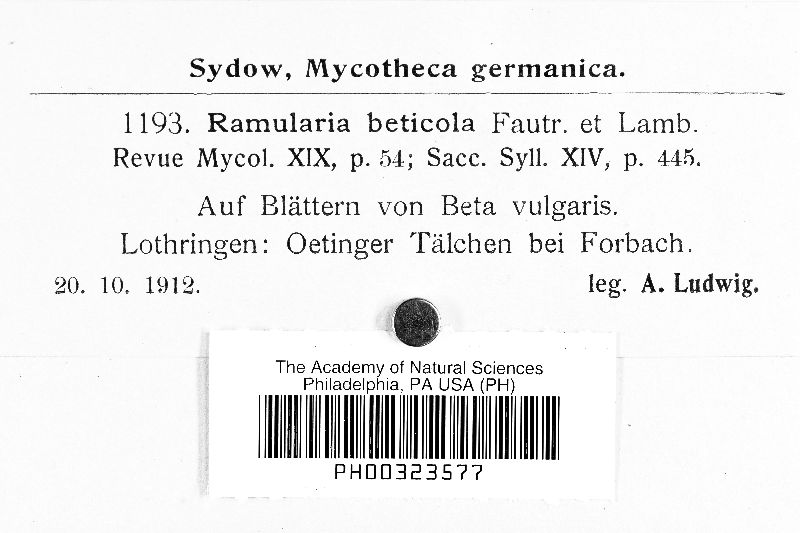 Sydow, Mycotheca germanica.
1193. Ramularia beticola Fautr. et Lamb.
Revue Mycol. XIX, p. 54; Sacc. Syll. XIV, p. 445.
Auf Blättern von Beta vulgaris.
Lothringen: Oetinger Tälchen bei Forbach.
20. 10. 1912. leg. A. Ludwig.
The Academy of Natural Sciences
Philadelphia, PA USA (PH)
PH00323577